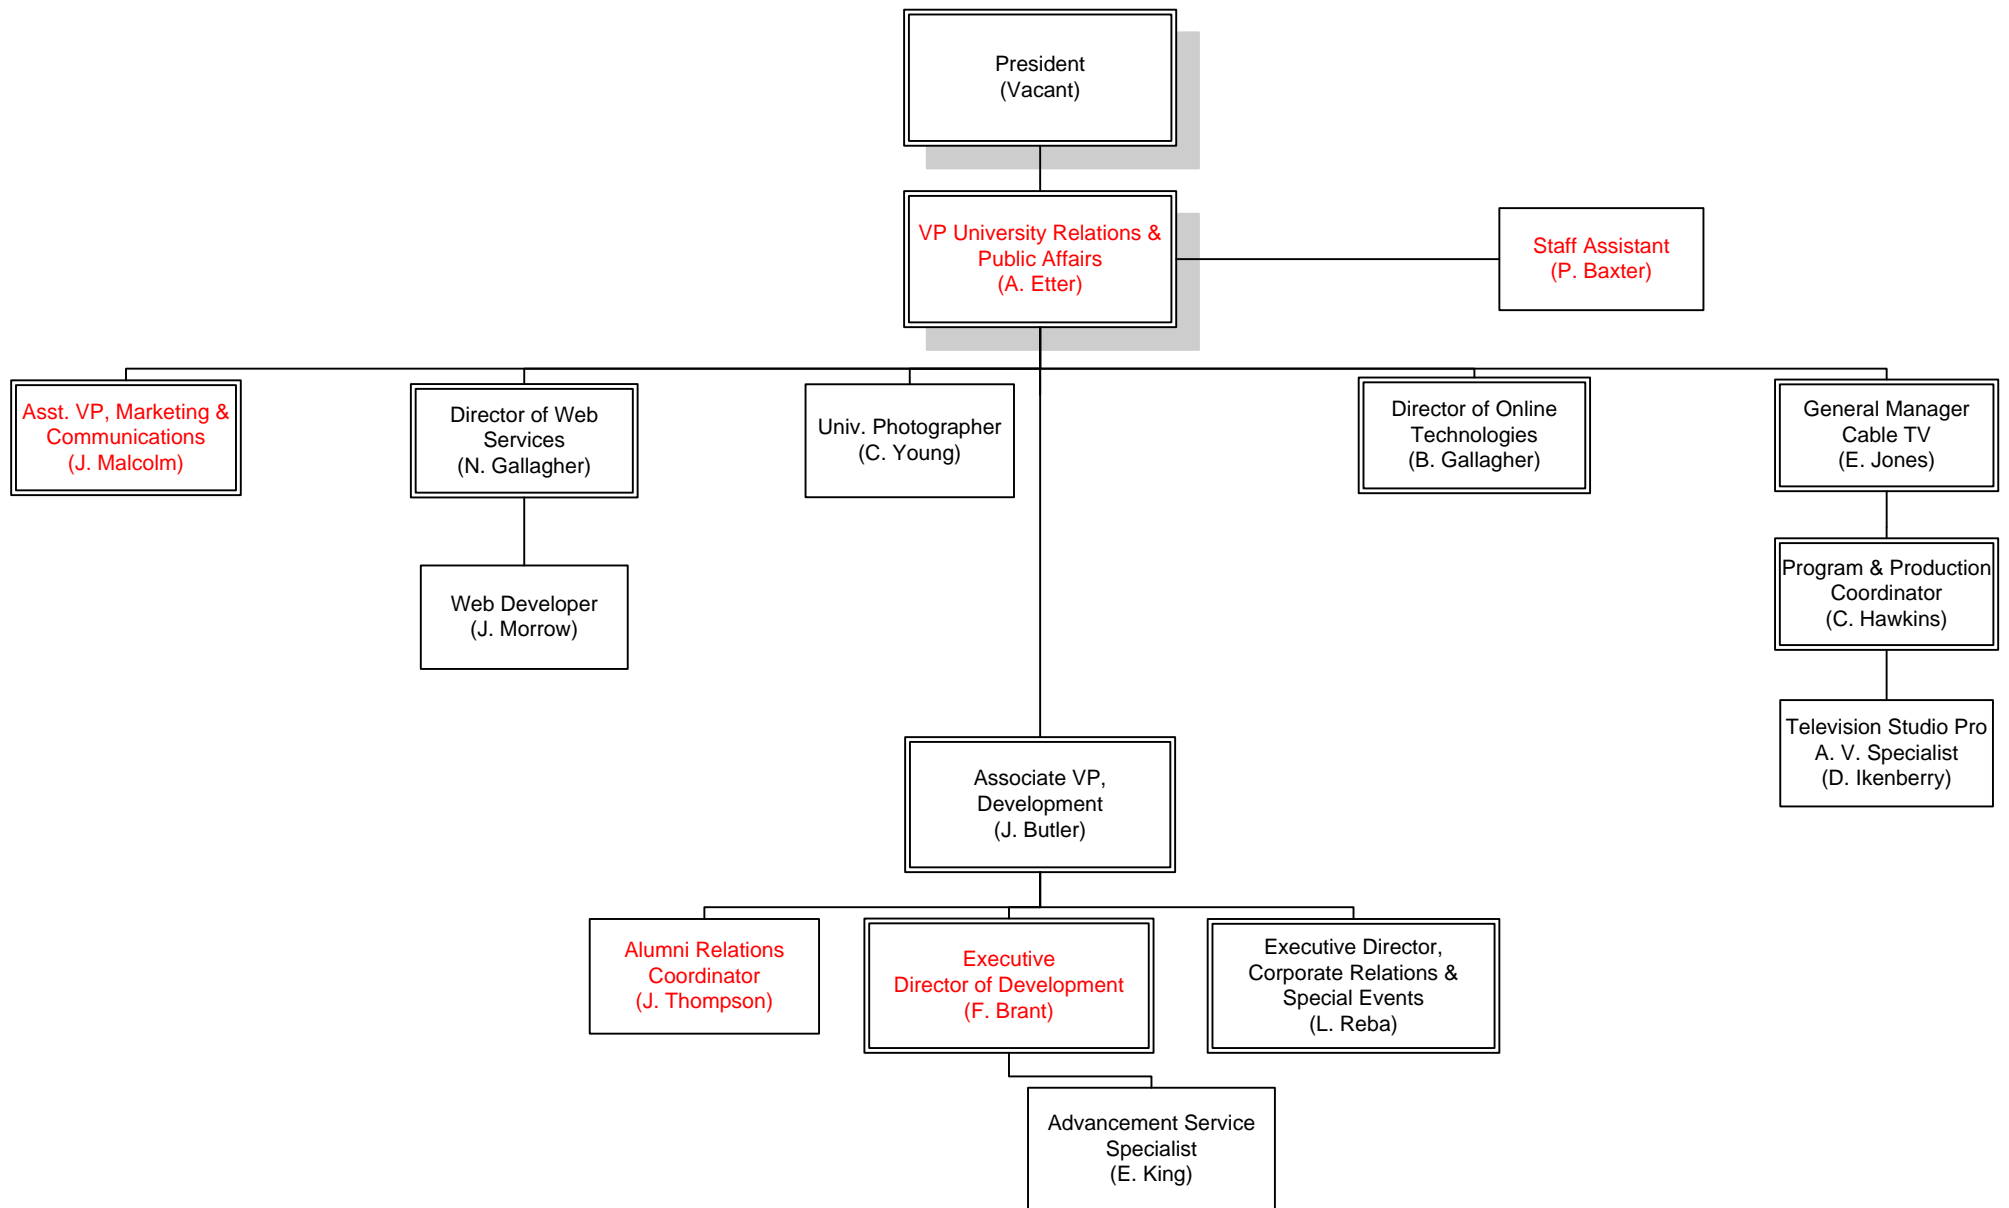 President
(Vacant)
VP University Relations &
Public Affairs
(A. Etter)
Staff Assistant
(P. Baxter)
Asst. VP, Marketing &
Communications
(J. Malcolm)
Director of Web
Services
(N. Gallagher)
Univ. Photographer
(C. Young)
Director of Online
Technologies
(B. Gallagher)
General Manager
Cable TV
(E. Jones)
Web Developer
(J. Morrow)
Program & Production
Coordinator
(C. Hawkins)
Television Studio Pro
A. V. Specialist
(D. Ikenberry)
Associate VP,
Development
(J. Butler)
Alumni Relations
Coordinator
(J. Thompson)
Executive
Director of Development
(F. Brant)
Executive Director,
Corporate Relations &
Special Events
(L. Reba)
Advancement Service
Specialist
(E. King)